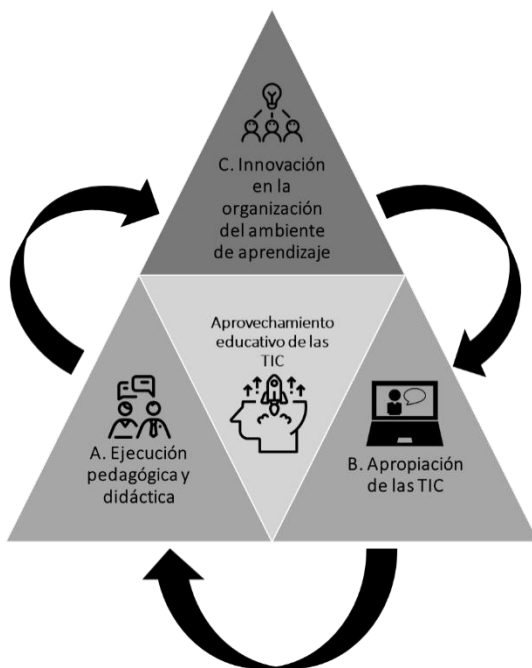 C. Innovación
en la
organización
del ambiente
de aprendizaje
Aprovechamiento
educativo de las
TIC
A. Ejecución
pedagógica y
didáctica
B. Apropiación
de las TIC